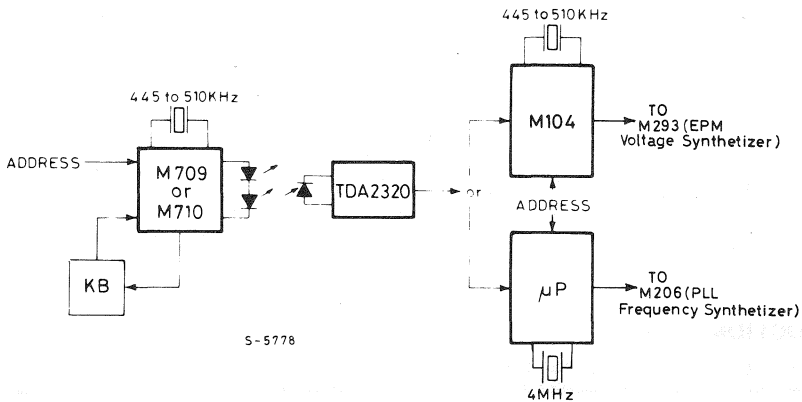 445 to 510KHz
ADDRESS
M709
or
M710
KB
TDA2320
or
445 to 510KHz
M104
TO
M293(EPM
Voltage Synthetizer)
ADDRESS
μP
TO
M206(PLL
Frequency Synthetizer)
4MHz
S-5778